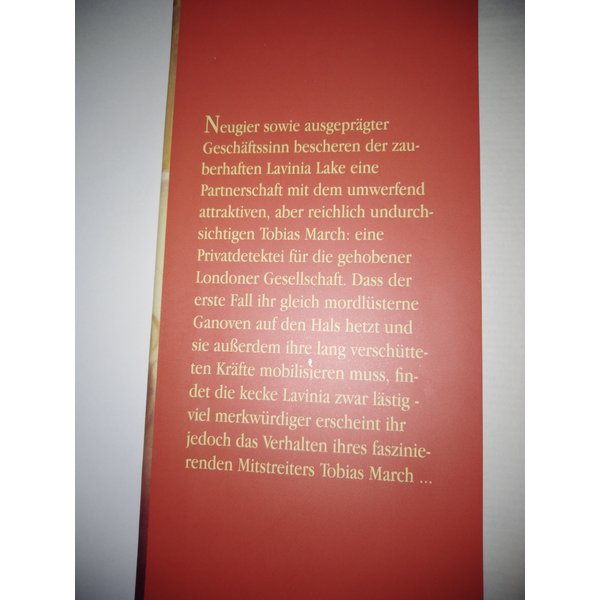 Neugier sowie ausgeprägter
Geschäftssinn bescheren der zau-
berhaften Lavinia Lake eine
Partnerschaft mit dem umwerfend
attraktiven, aber reichlich undurch-
sichtigen Tobias March: eine
Privatdetektei für die gehobener
Londoner Gesellschaft. Dass der
erste Fall ihr gleich mordlüsterne
Ganoven auf den Hals hetzt und
sie außerdem ihre lang verschütte-
ten Kräfte mobilisieren muss, fin-
det die kecke Lavinia zwar lästig -
viel merkwürdiger erscheint ihr
jedoch das Verhalten ihres faszinie-
renden Mitstreiters Tobias March ...